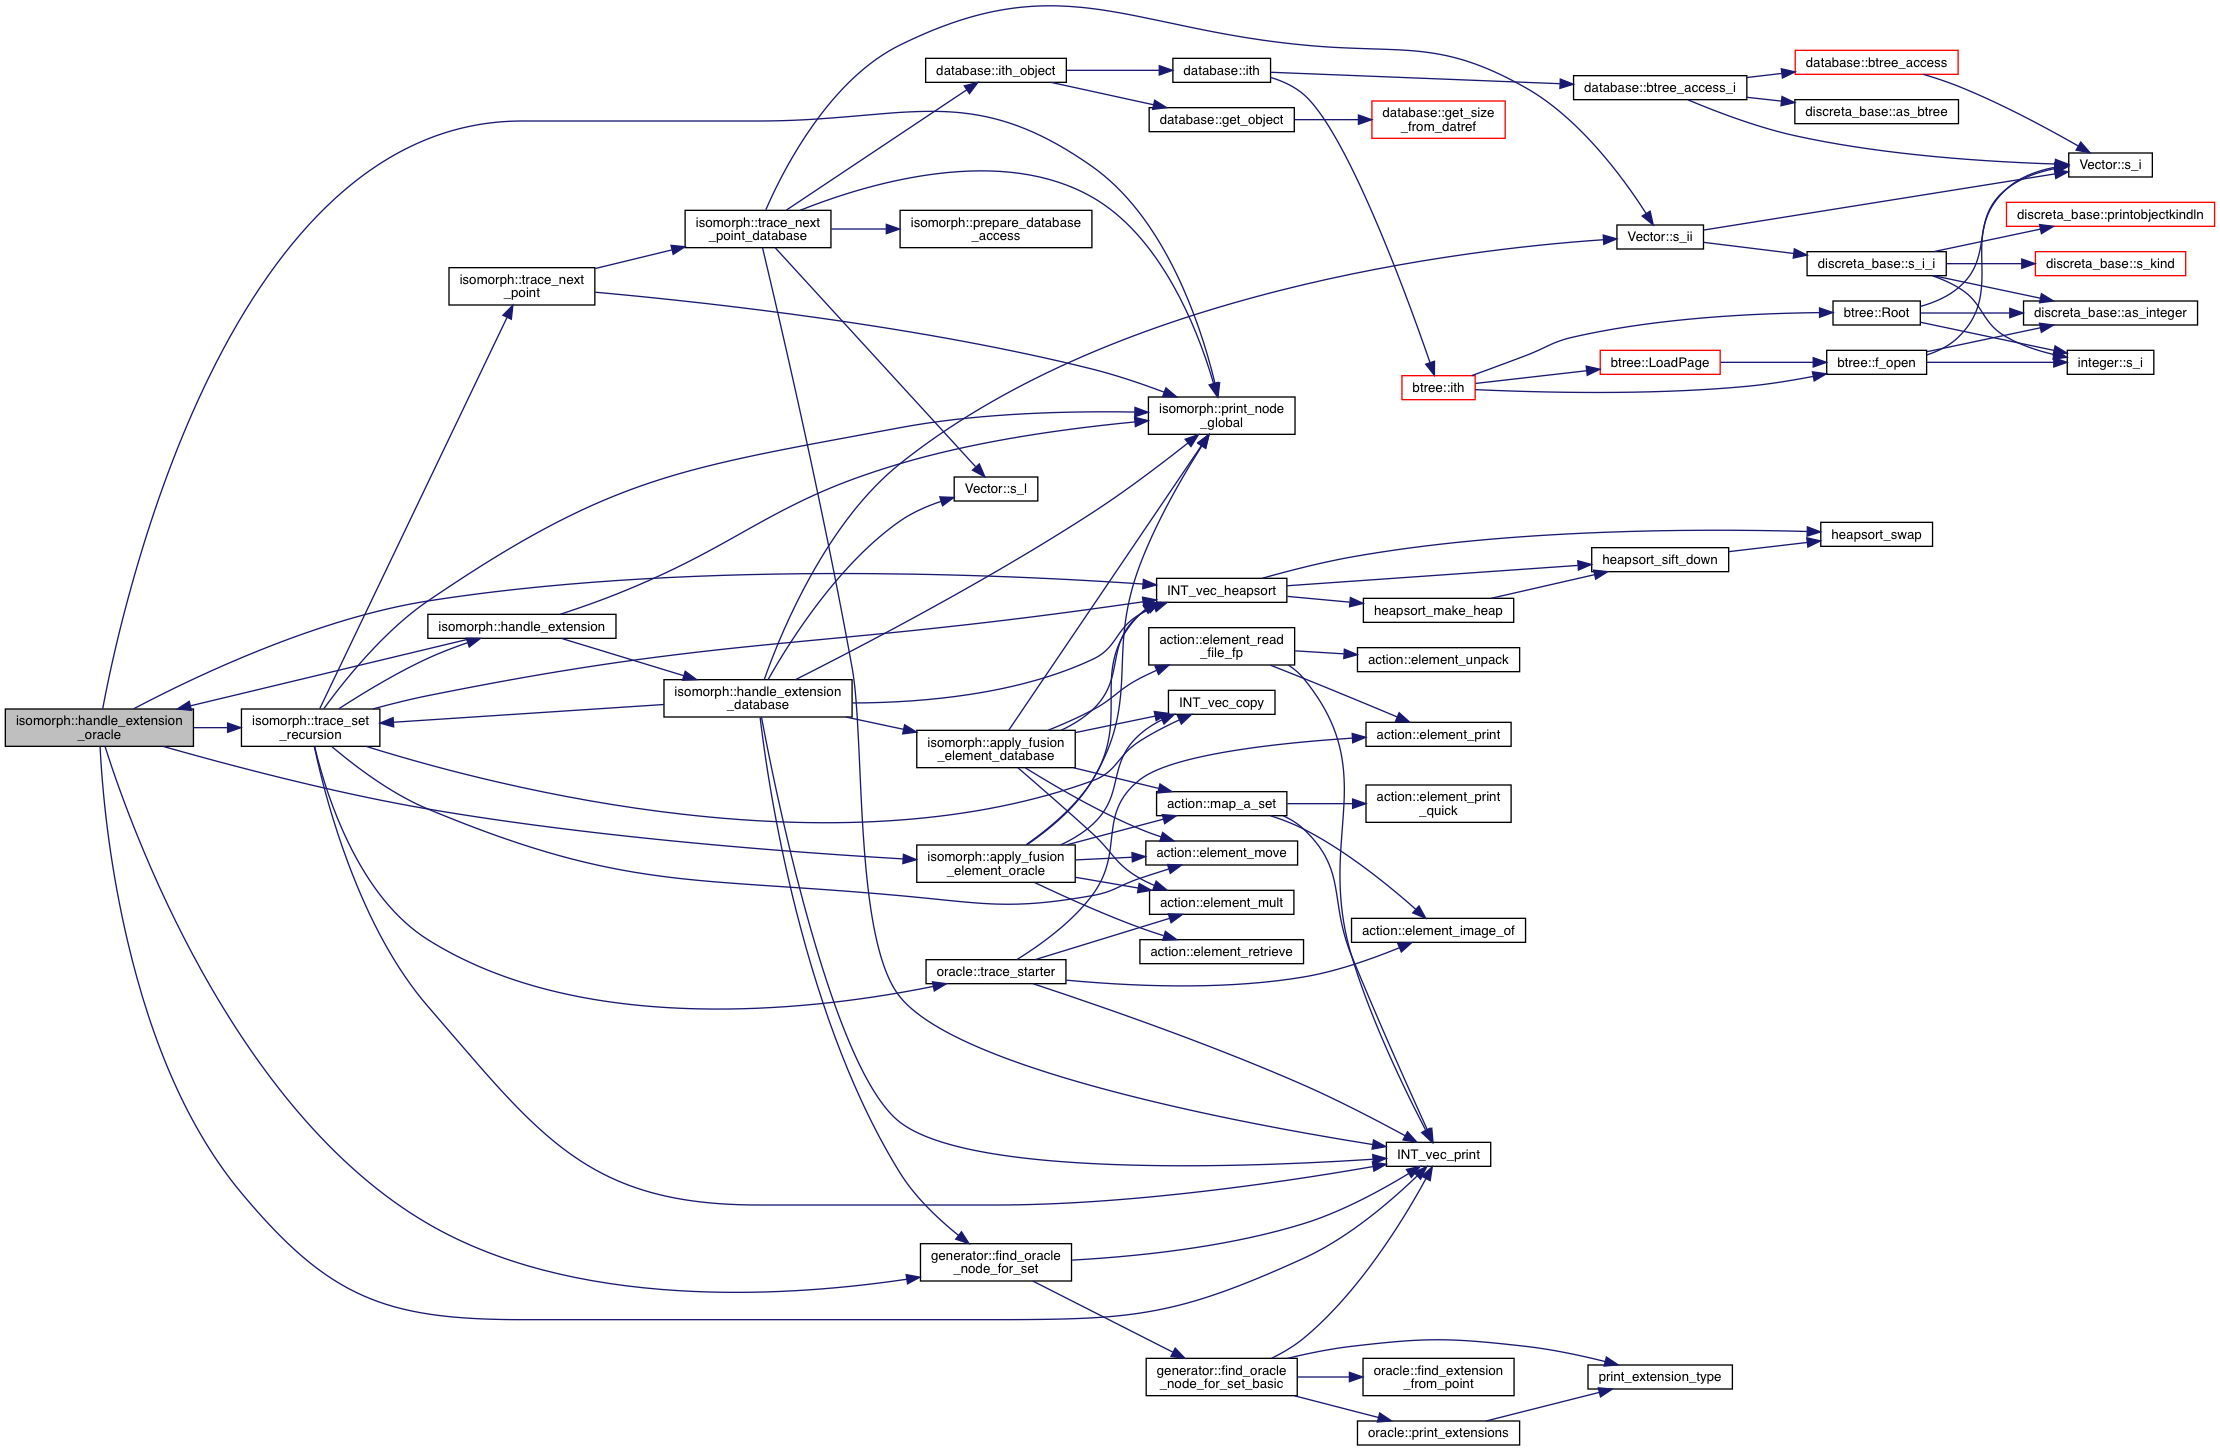 isomorph::handle_extension
_oracle
isomorph::trace_set
_recursion
isomorph::trace_next
_point
isomorph::handle_extension
isomorph::trace_next
_point_database
isomorph::handle_extension
_database
database::ith_object
isomorph::prepare_database
_access
Vector::s_l
isomorph::apply_fusion
_element_database
isomorph::apply_fusion
_element_oracle
oracle::trace_starter
generator::find_oracle
_node_for_set
database::ith
database::get_object
isomorph::print_node
_global
INT_vec_heapsort
action::element_read
_file_fp
INT_vec_copy
action::map_a_set
action::element_move
action::element_mult
action::element_retrieve
generator::find_oracle
_node_for_set_basic
database::get_size
_from_datref
btree::ith
heapsort_make_heap
action::element_unpack
action::element_print
action::element_print
_quick
action::element_image_of
INT_vec_print
oracle::find_extension
_from_point
oracle::print_extensions
database::btree_access_i
Vector::s_ii
btree::LoadPage
heapsort_sift_down
print_extension_type
database::btree_access
discreta_base::as_btree
discreta_base::s_i_i
btree::Root
btree::f_open
heapsort_swap
Vector::s_i
discreta_base::printobjectkindln
discreta_base::s_kind
discreta_base::as_integer
integer::s_i